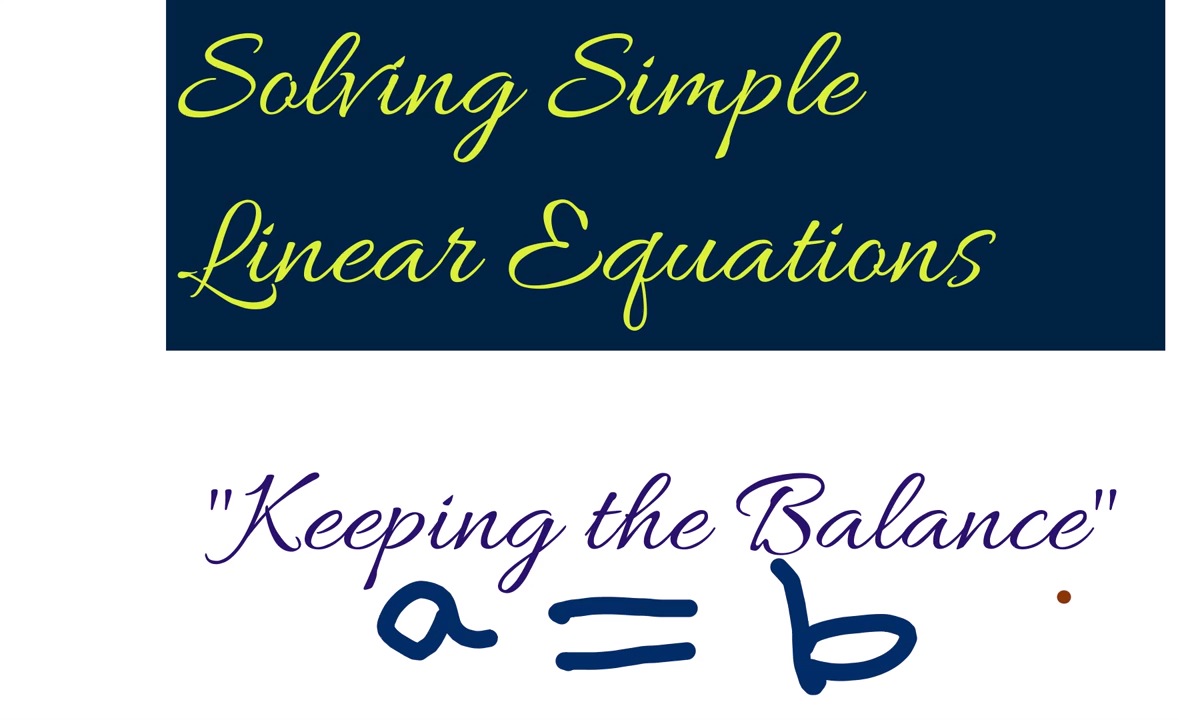 Solving Simple
Linear Equations
"Keeping the Balance"
a = b